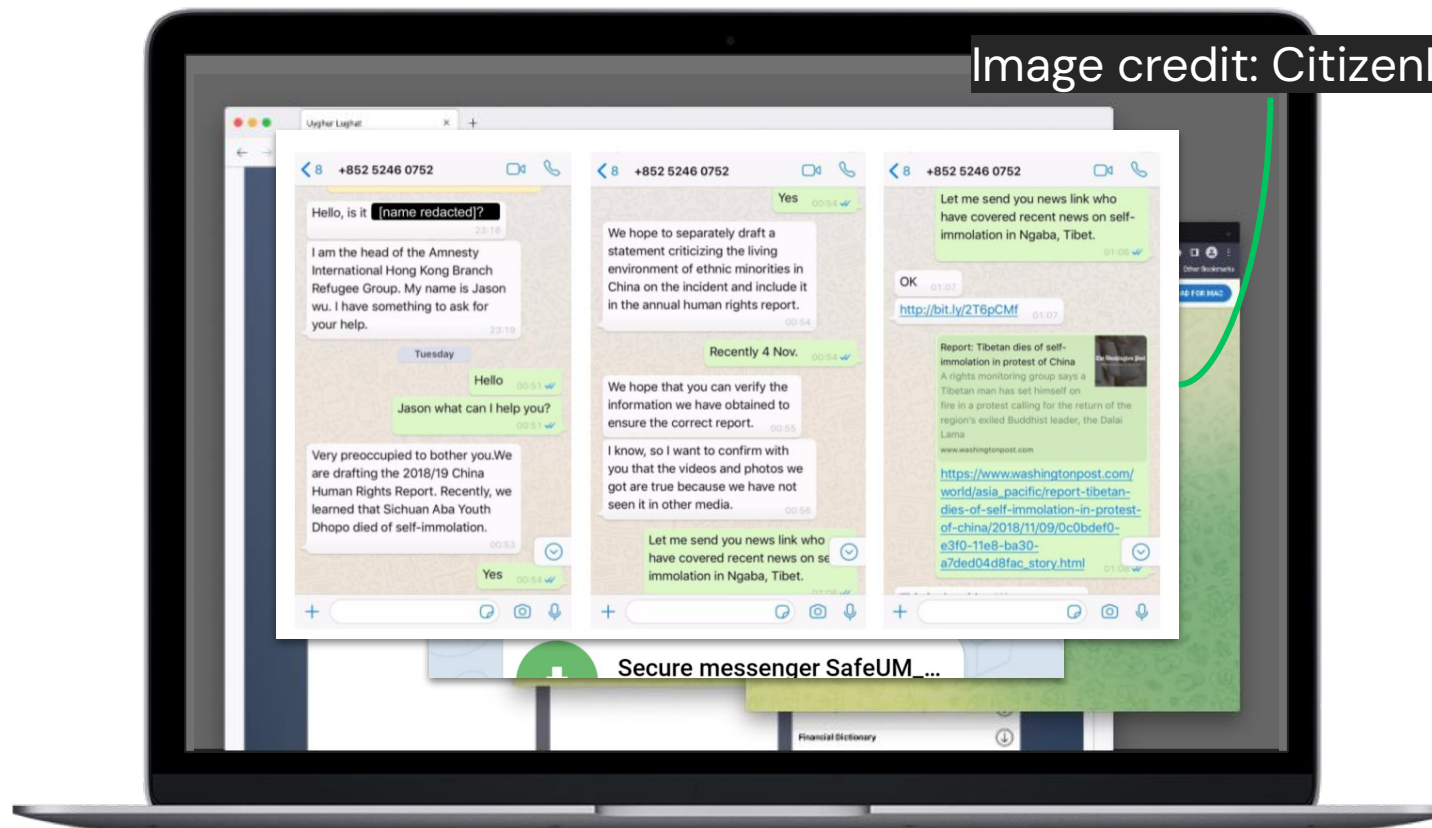 Image credit: Citizenl
Uyghur Lughat × +
8 +852 5246 0752
Hello, is it [name redacted]?
23:18
I am the head of the Amnesty
International Hong Kong Branch
Refugee Group. My name is Jason
wu. I have something to ask for
your help.
23:19
Tuesday
Hello 00:51
Jason what can I help you?
00:51
Very preoccupied to bother you.We
are drafting the 2018/19 China
Human Rights Report. Recently, we
learned that Sichuan Aba Youth
Dhopo died of self-immolation.
00:53
Yes 00:54
8 +852 5246 0752
Yes 00:54
We hope to separately draft a
statement criticizing the living
environment of ethnic minorities in
China on the incident and include it
in the annual human rights report.
00:54
Recently 4 Nov. 00:54
We hope that you can verify the
information we have obtained to
ensure the correct report. 00:55
I know, so I want to confirm with
you that the videos and photos we
got are true because we have not
seen it in other media. 00:56
Let me send you news link who
have covered recent news on se
immolation in Ngaba, Tibet.
8 +852 5246 0752
Let me send you news link who
have covered recent news on self-
immolation in Ngaba, Tibet.
01:06
OK 01:07
http://bit.ly/2T6pCMf 01:07
Report: Tibetan dies of self-
immolation in protest of China
The Washington Post
A rights monitoring group says a
Tibetan man has set himself on
fire in a protest calling for the return of the
region's exiled Buddhist leader, the Dalai
Lama
www.washingtonpost.com
https://www.washingtonpost.com/
world/asia_pacific/report-tibetan-
dies-of-self-immolation-in-protest-
of-china/2018/11/09/0c0bdef0-
e3f0-11e8-ba30-
a7ded04d8fac_story.html 01:08
Other Bookmarks
AD FOR MAC
Secure messenger SafeUM_...
Financial Dictionary